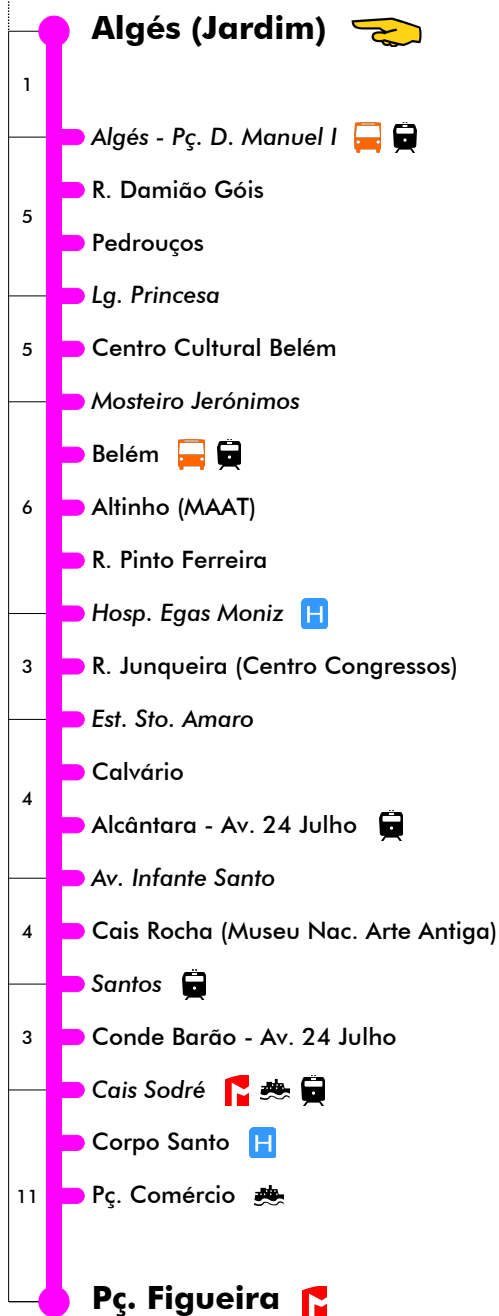 Algés (Jardim)
1
Algés - Pç. D. Manuel I
R. Damião Góis
5
Pedrouços
Lg. Princesa
5 Centro Cultural Belém
Mosteiro Jerónimos
Belém
6 Altinho (MAAT)
R. Pinto Ferreira
Hosp. Egas Moniz H
3 R. Junqueira (Centro Congressos)
Est. Sto. Amaro
Calvário
4
Alcântara - Av. 24 Julho
Av. Infante Santo
4 Cais Rocha (Museu Nac. Arte Antiga)
Santos
3 Conde Barão - Av. 24 Julho
Cais Sodré
Corpo Santo H
11 Pç. Comércio
Pç. Figueira